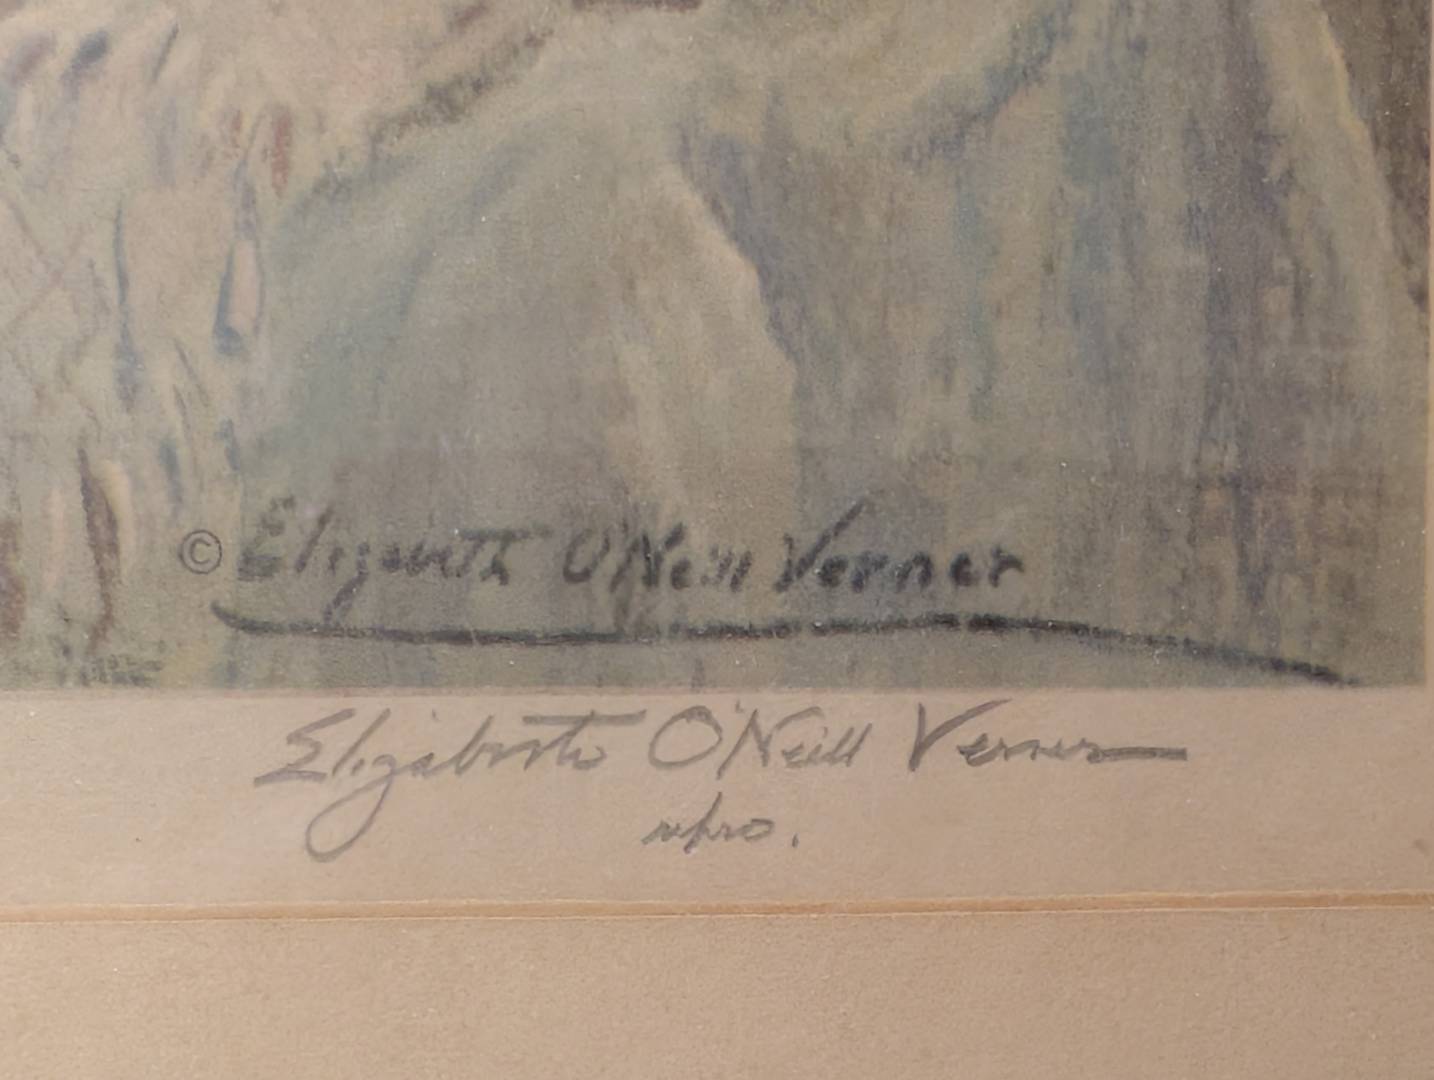 © Elizabeth O'Neill Verner
Elizabeth O'Neill Verner
repro.